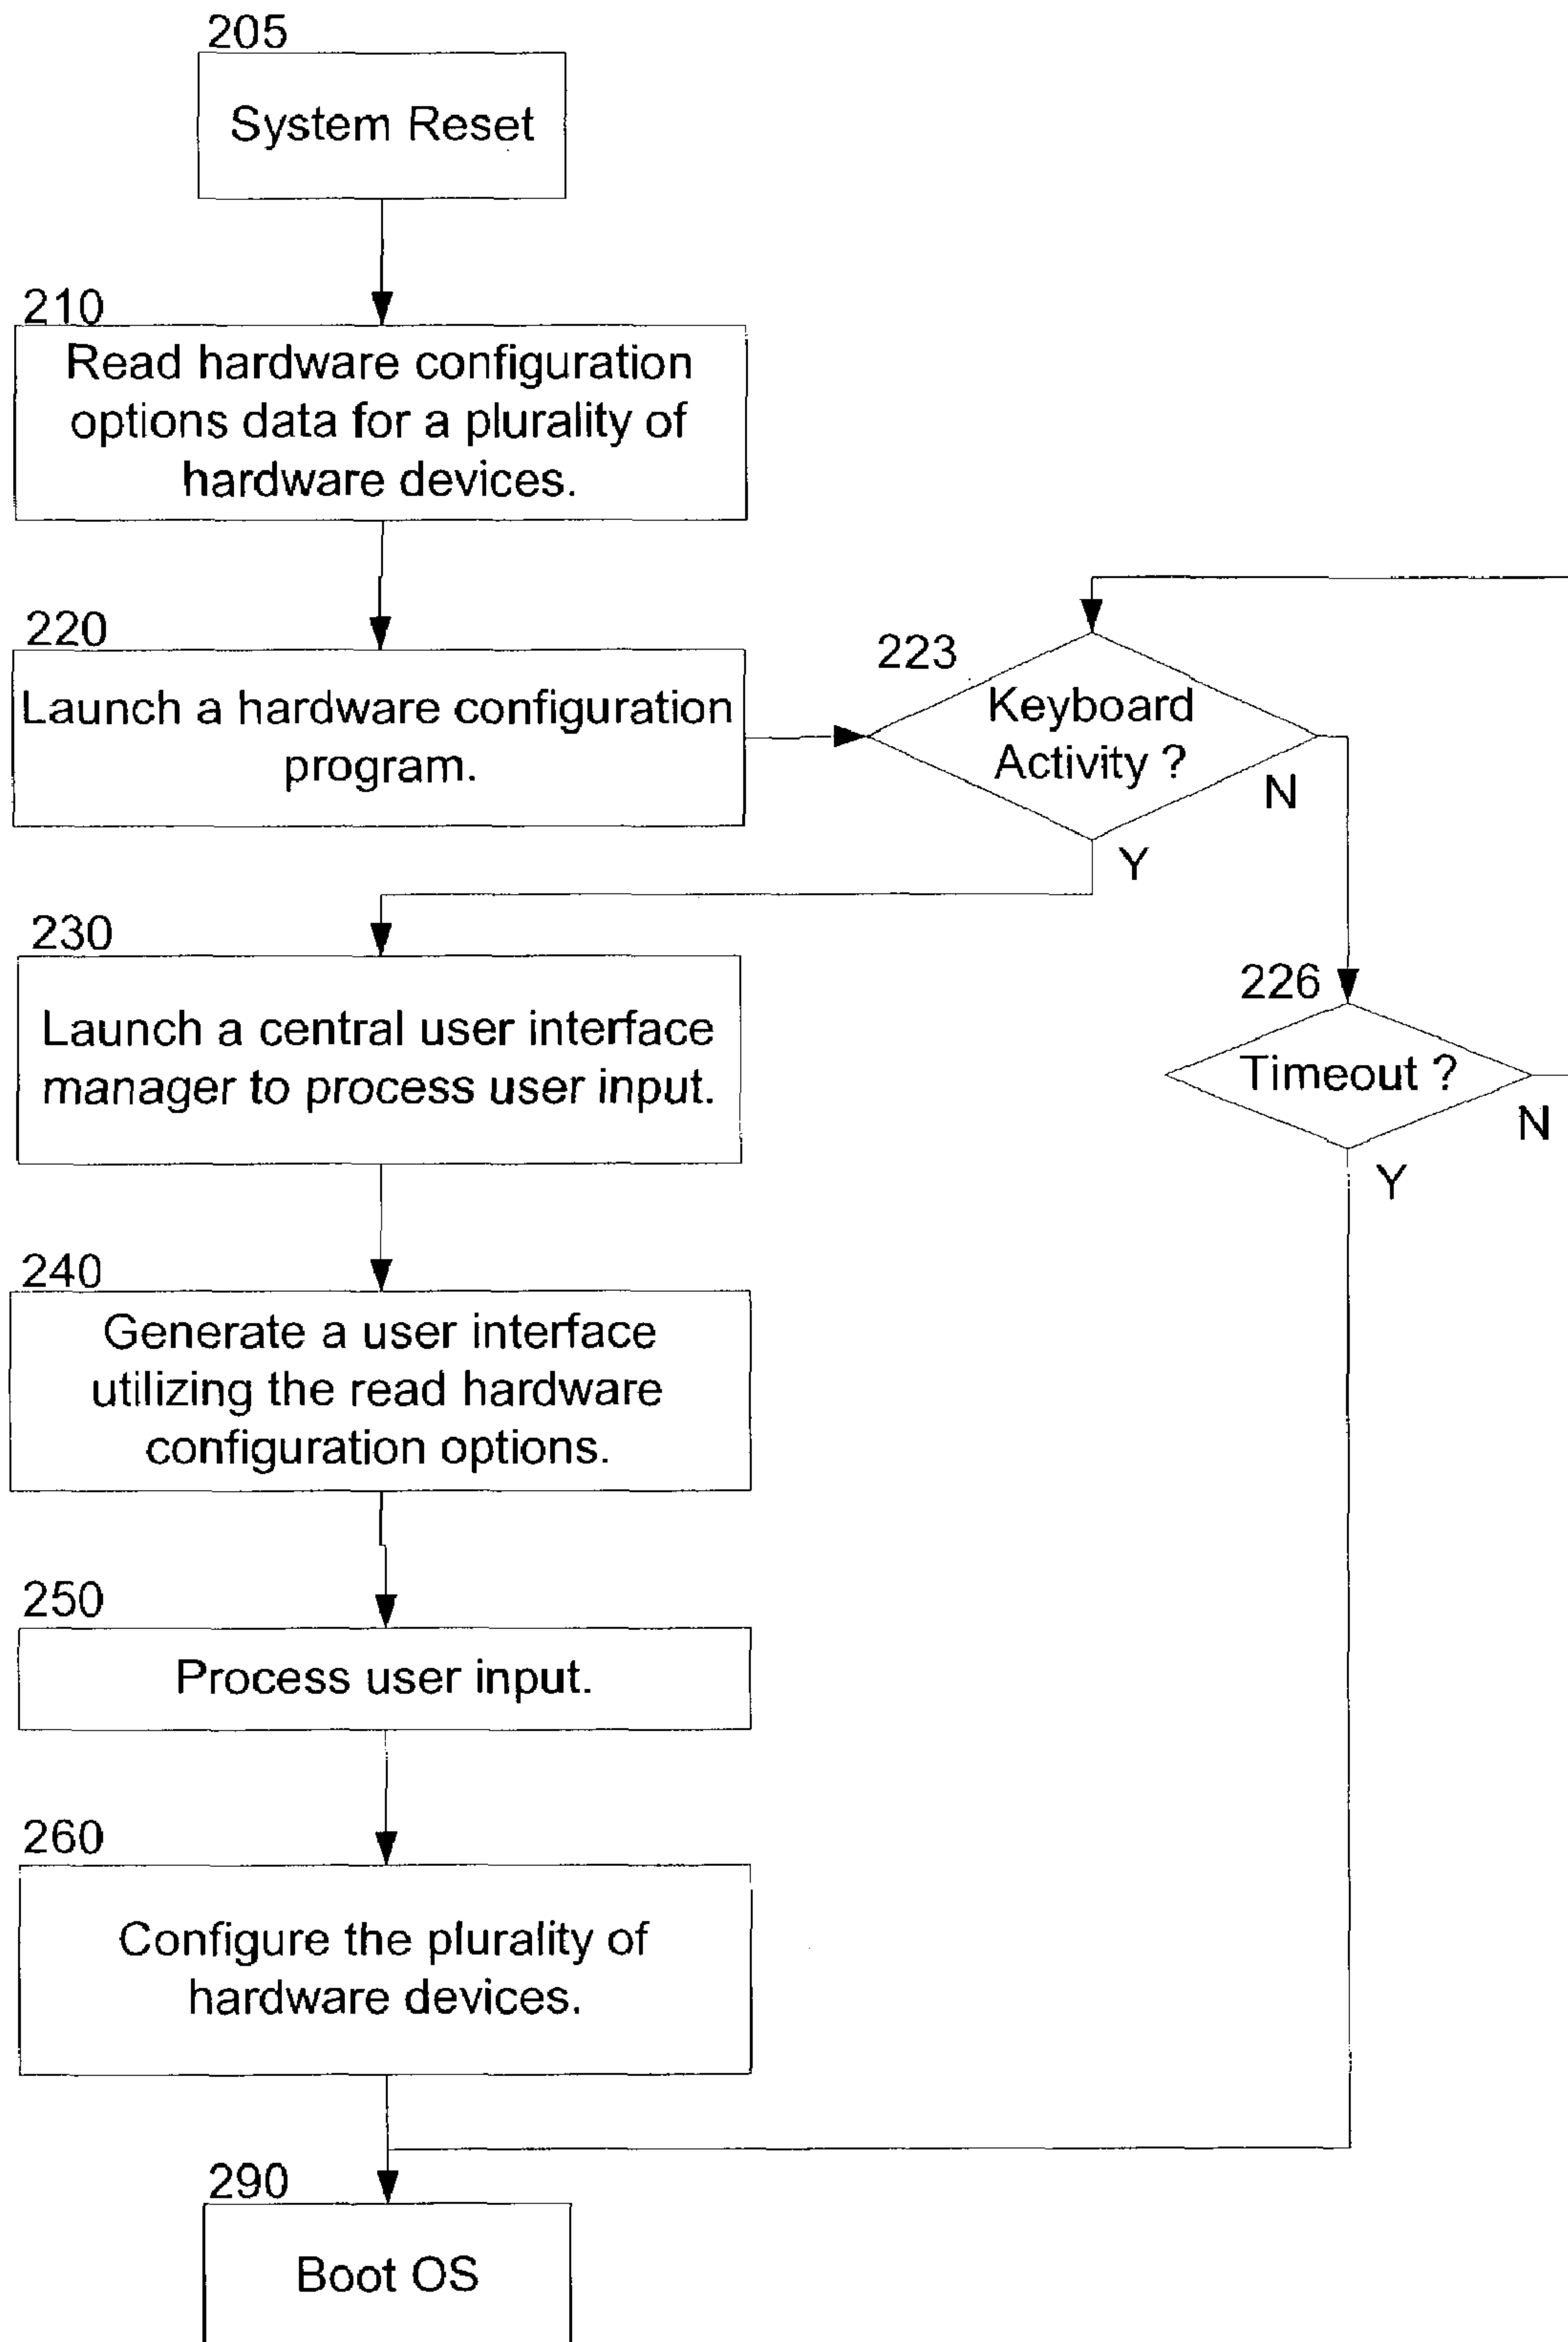 205
System Reset
210
Read hardware configuration
options data for a plurality of
hardware devices.
220
Launch a hardware configuration
program.
223
Keyboard
Activity ?
N
Y
226
Timeout ?
N
Y
230
Launch a central user interface
manager to process user input.
240
Generate a user interface
utilizing the read hardware
configuration options.
250
Process user input.
260
Configure the plurality of
hardware devices.
290
Boot OS